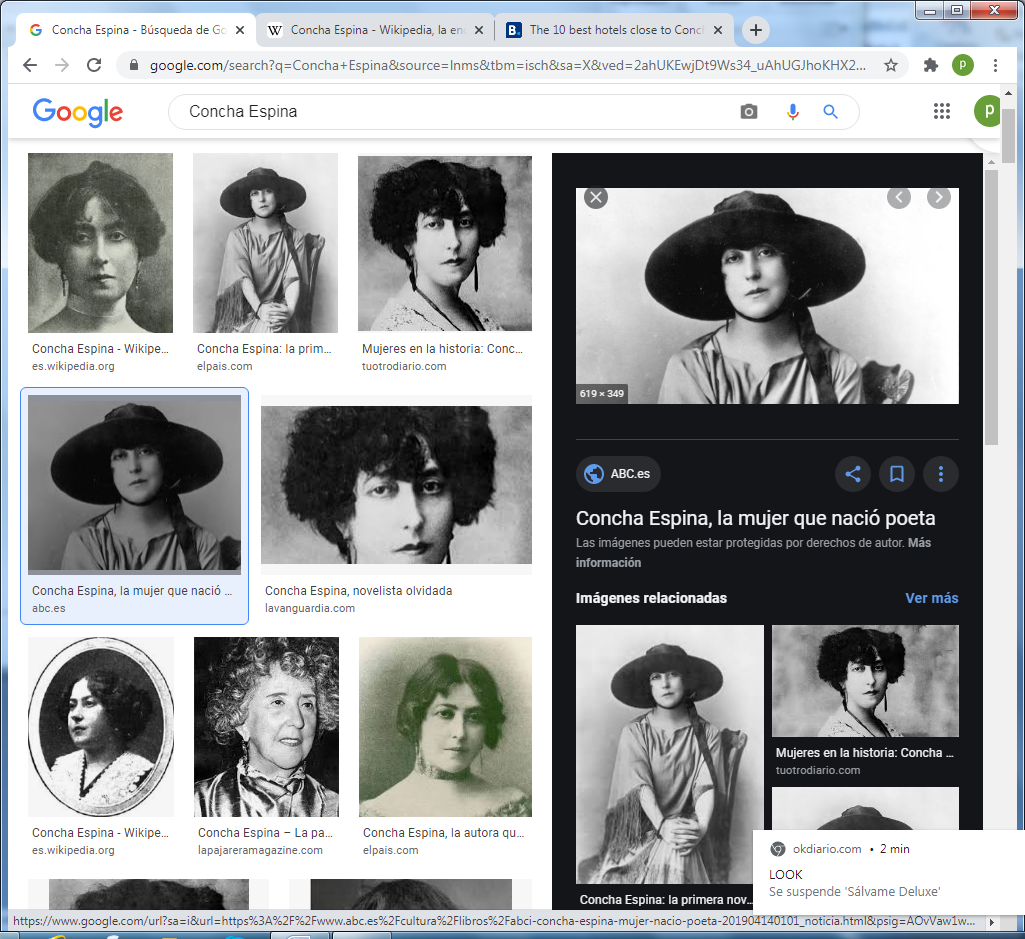 Concha Espina - Búsqueda de Go
Concha Espina - Wikipedia, la en
B. The 10 best hotels close to Conc
google.com/search?q=Concha+Espina&source=lnms&tbm=isch&sa=X&ved=2ahUKEwjDt9Ws34_uAhUGJhoKHX2...
P
Google
Concha Espina
p
619 × 349
Concha Espina - Wikipe...
es.wikipedia.org
Concha Espina: la prim...
elpais.com
Mujeres en la historia: Conc...
tuotrodiario.com
Concha Espina, la mujer que nació ...
abc.es
Concha Espina, novelista olvidada
lavanguardia.com
Concha Espina - Wikipe...
es.wikipedia.org
Concha Espina – La pa...
lapajareramagazine.com
Concha Espina, la autora qu...
elpais.com
ABC.es
Concha Espina, la mujer que nació poeta
Las imágenes pueden estar protegidas por derechos de autor. Más
información
Imágenes relacionadas
Ver más
Mujeres en la historia: Concha ...
tuotrodiario.com
Concha Espina: la primera nov...
okdiario.com • 2 min
LOOK
Se suspende 'Sálvame Deluxe'
https://www.google.com/url?sa=i&url=https%3A%2F%2Fwww.abc.es%2Fcultura%2Flibros%2Fabci-concha-espina-mujer-nacio-poeta-201904140101_noticia.html&psig=AOvVaw1w...